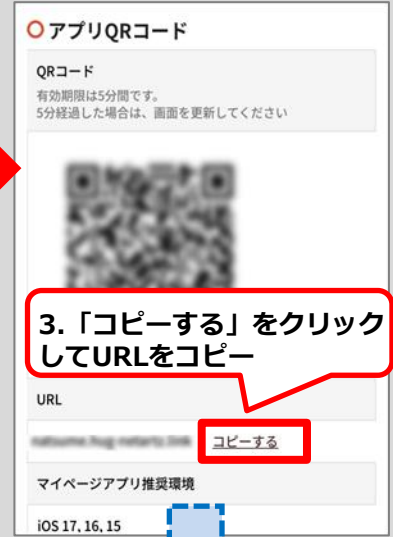 アプリQRコード
QRコード
有効期限は5分間です。
5分経過した場合は、画面を更新してください
3.「コピーする」をクリック
してURLをコピー
URL
コピーする
マイページアプリ推奨環境
iOS 17, 16, 15